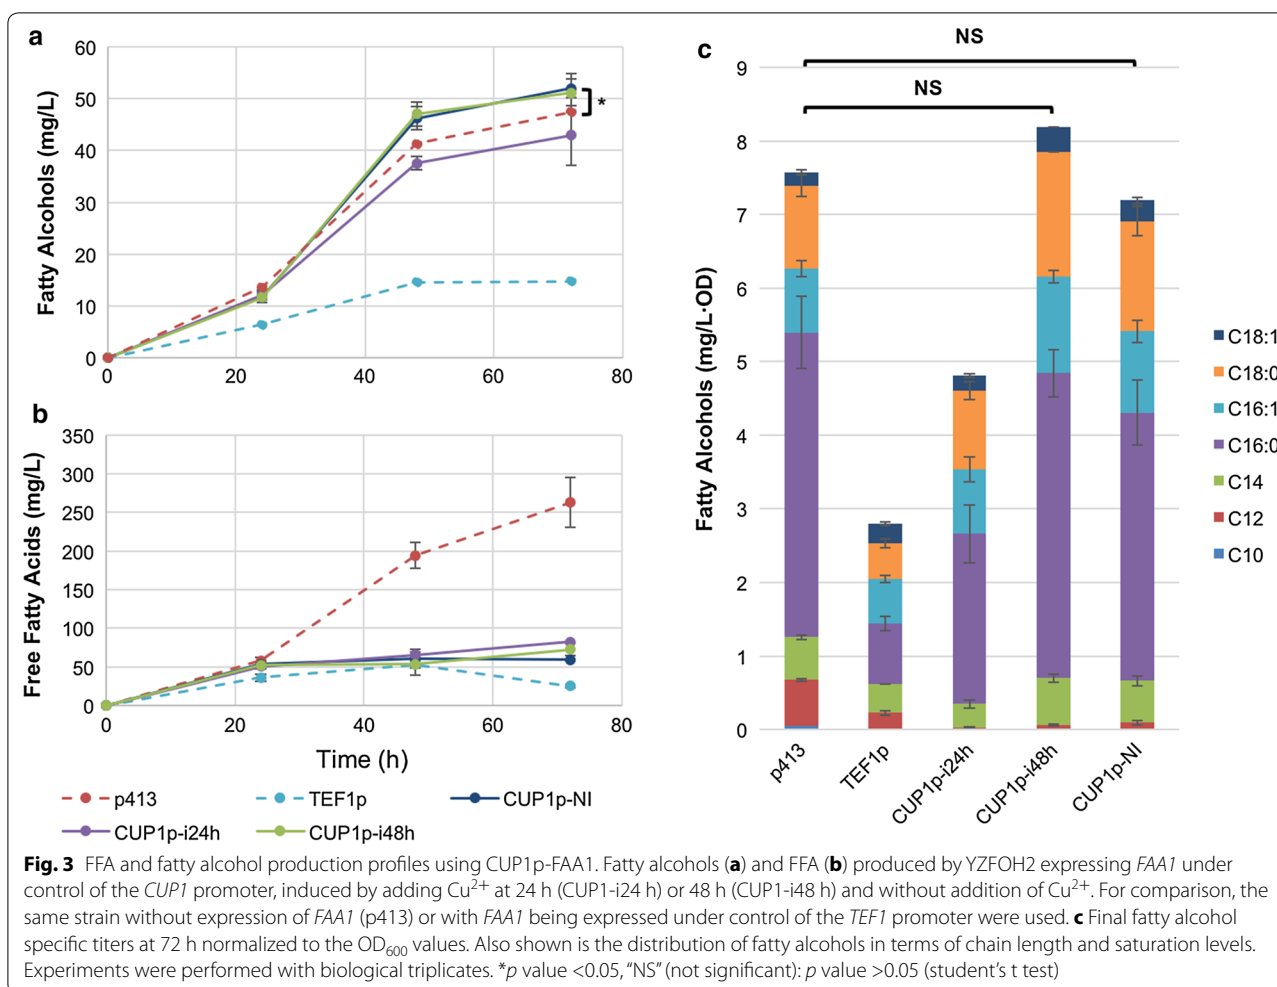 a
Fatty Alcohols (mg/L)
60
50
40
30
20
10
0
*
0 20 40 60 80
b
Free Fatty Acids (mg/L)
350
300
250
200
150
100
50
0
0 20 40 60 80
Time (h)
p413 TEF1p CUP1p-NI
CUP1p-i24h CUP1p-i48h
c
NS
NS
Fatty Alcohols (mg/L·OD)
9
8
7
6
5
4
3
2
1
0
p413
TEF1p
CUP1p-i24h
CUP1p-i48h
CUP1p-NI
C18:1
C18:0
C16:1
C16:0
C14
C12
C10
Fig. 3 FFA and fatty alcohol production profiles using CUP1p-FAA1. Fatty alcohols (a) and FFA (b) produced by YZFOH2 expressing FAA1 under
control of the CUP1 promoter, induced by adding Cu²⁺ at 24 h (CUP1-i24 h) or 48 h (CUP1-i48 h) and without addition of Cu²⁺. For comparison, the
same strain without expression of FAA1 (p413) or with FAA1 being expressed under control of the TEF1 promoter were used. c Final fatty alcohol
specific titers at 72 h normalized to the OD₆₀₀ values. Also shown is the distribution of fatty alcohols in terms of chain length and saturation levels.
Experiments were performed with biological triplicates. *p value <0.05, “NS” (not significant): p value >0.05 (student’s t test)